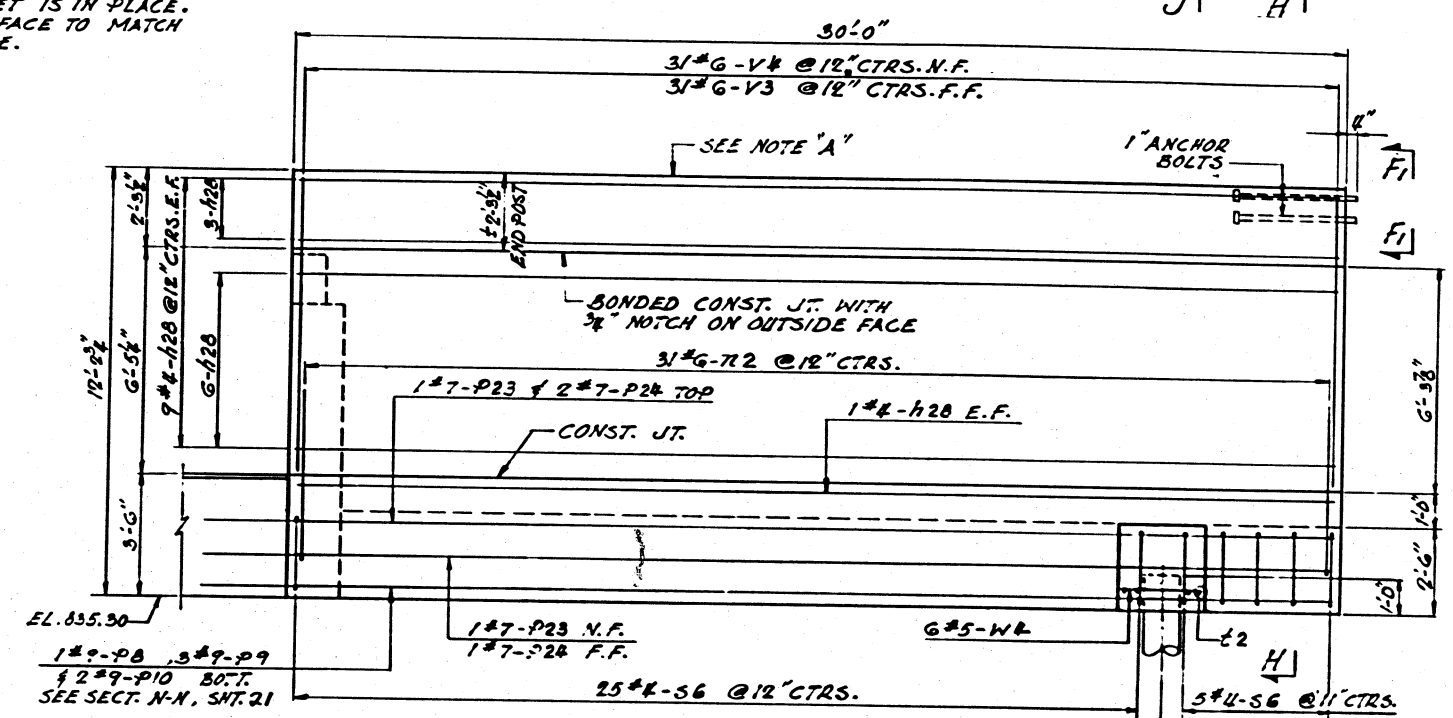 ET IS IN PLACE.
FACE TO MATCH
E.
J
H
30'-0"
31 #6-V4 @ 12" CTRS. N.F.
31 #6-V3 @ 12" CTRS. F.F.
4"
SEE NOTE "A"
1" ANCHOR
BOLTS
F1
F1
2'-3½"
3-h28
±2'-3½"
END POST
9 #4-h28 @ 12" CTRS. E.F.
6-h28
12'-2¾"
6'-5¼"
3'-6"
BONDED CONST. JT. WITH
¾" NOTCH ON OUTSIDE FACE
31 #6-n2 @ 12" CTRS.
1 #7-P23 & 2 #7-P24 TOP
1 #4-h28 E.F.
CONST. JT.
6'-3⅜"
1'-0"
2'-6"
1'-0"
EL. 835.30
1 #7-P23 N.F.
1 #7-P24 F.F.
6 #5-W4
t2
H
1 #9-P8, 3 #9-P9
& 2 #9-P10 BOTT.
SEE SECT. N-N, SHT. 21
25 #4-S6 @ 12" CTRS.
5 #4-S6 @ 11" CTRS.